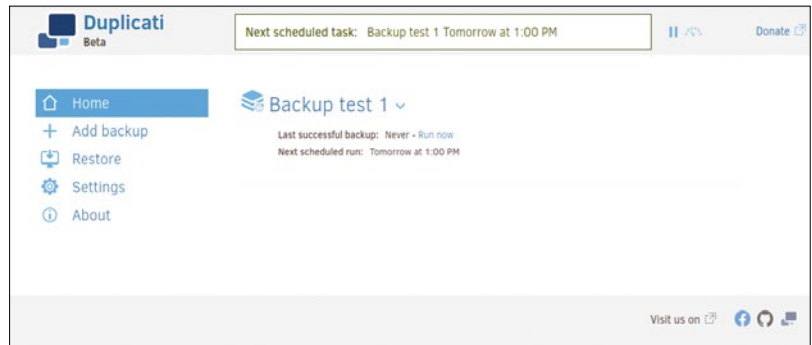 Duplicati
Beta
Next scheduled task: Backup test 1 Tomorrow at 1:00 PM
Donate
Home
Add backup
Restore
Settings
About
Backup test 1
Last successful backup: Never - Run now
Next scheduled run: Tomorrow at 1:00 PM
Visit us on